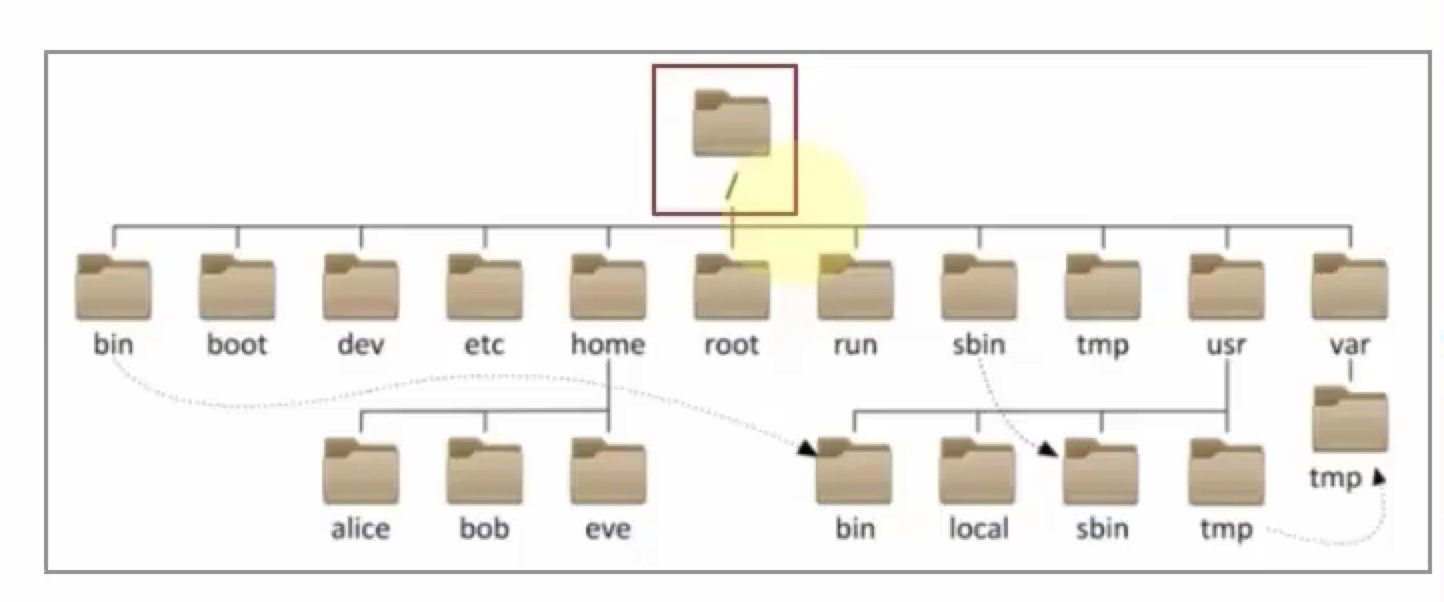 /
bin boot dev etc home root run sbin tmp usr var
tmp
alice bob eve bin local sbin tmp